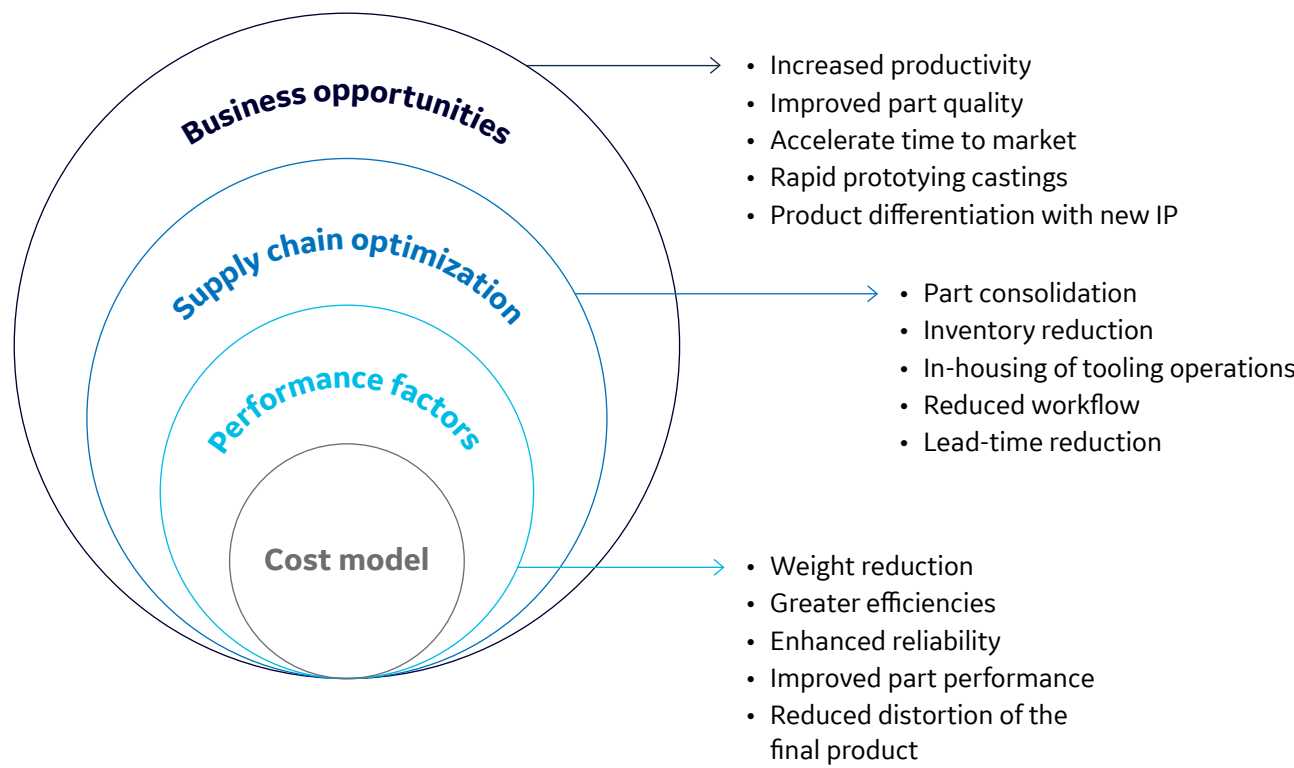 Business opportunities
• Increased productivity
• Improved part quality
• Accelerate time to market
• Rapid prototying castings
• Product differentiation with new IP
Supply chain optimization
• Part consolidation
• Inventory reduction
• In-housing of tooling operations
• Reduced workflow
• Lead-time reduction
Performance factors
Cost model
• Weight reduction
• Greater efficiencies
• Enhanced reliability
• Improved part performance
• Reduced distortion of the
final product